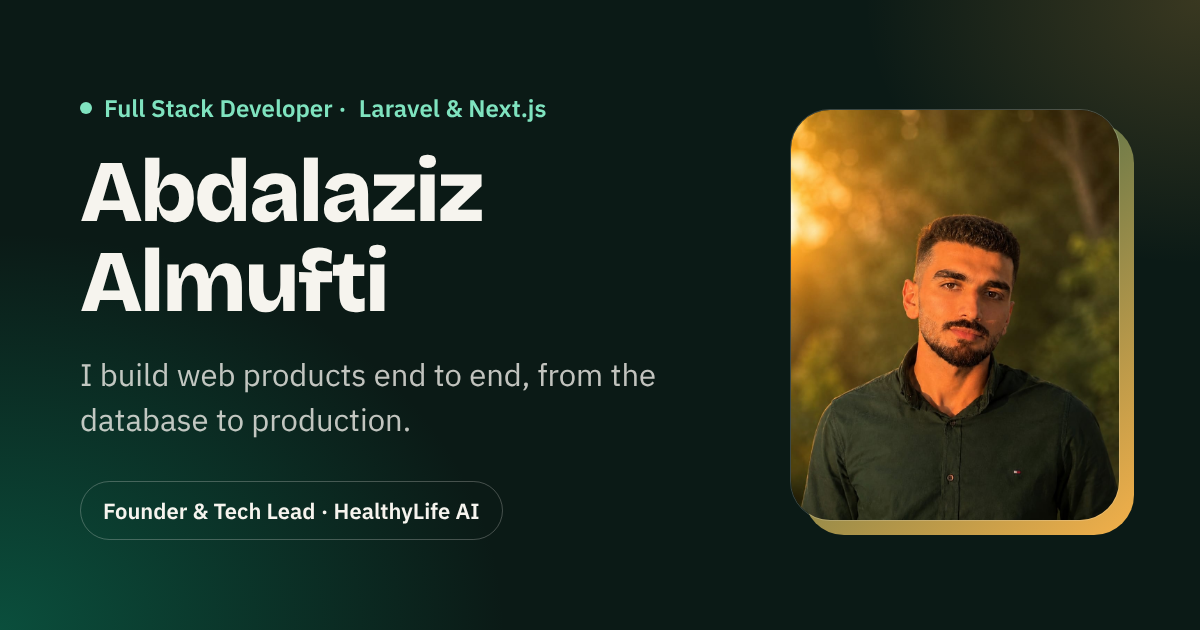 Full Stack Developer · Laravel & Next.js
Abdalaziz
Almufti
I build web products end to end, from the
database to production.
Founder & Tech Lead · HealthyLife AI